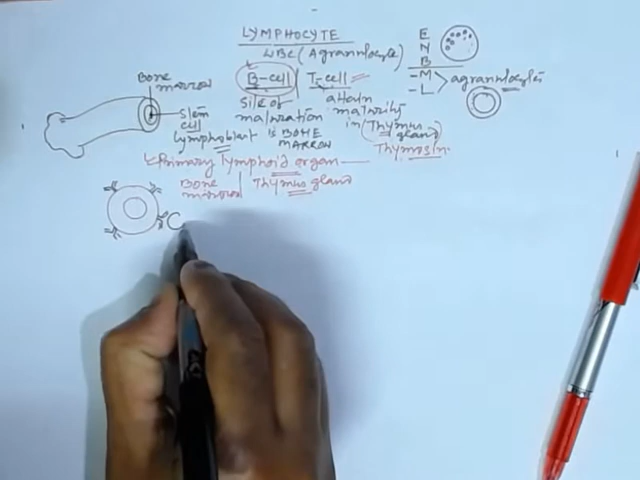 LYMPHOCYTE
WBC (Agranulocyte)
B-cell | T-cell
Site of maturation is BONE MARROW
attain maturity in (Thymus gland)
Thymosin
E
N
B
- M
- L
agranulocytes
Bone marrow
Stem cell
lymphoblast
Primary lymphoid organ
Bone marrow | Thymus gland
C